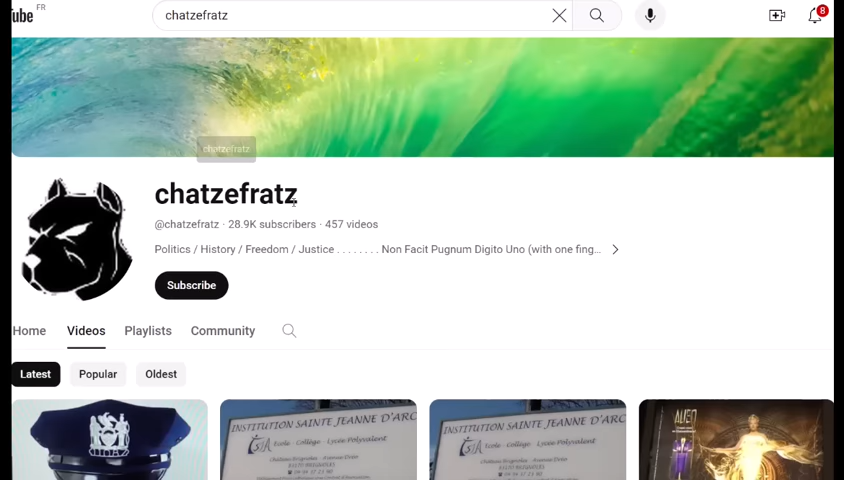 ube FR
chatzefratz
8
chatzefratz
chatzefratz
@chatzefratz · 28.9K subscribers · 457 videos
Politics / History / Freedom / Justice . . . . . . . . Non Facit Pugnum Digito Uno (with one fing...
Subscribe
Home Videos Playlists Community
Latest Popular Oldest
INSTITUTION SAINTE JEANNE D'ARC
Ecole - Collège - Lycée Polyvalent
INSTITUTION SAINTE JEANNE D'ARC
Ecole - Collège - Lycée Polyvalent